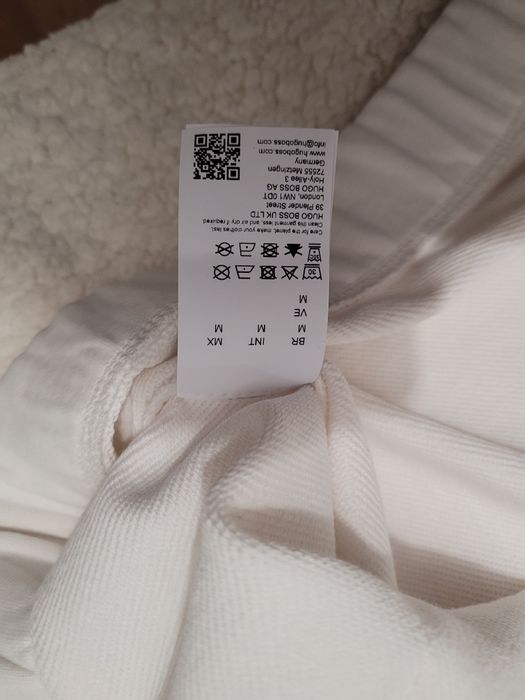 BR INT MX
M M M
VE
M
30
Care for the planet, make your clothes last.
Clean this garment less, and air dry if required
HUGO BOSS UK LTD
39 Plender Street
London, NW1 0DT
HUGO BOSS AG
Holy-Allee 3
72555 Metzingen
Germany
www.hugoboss.com
info@hugoboss.com